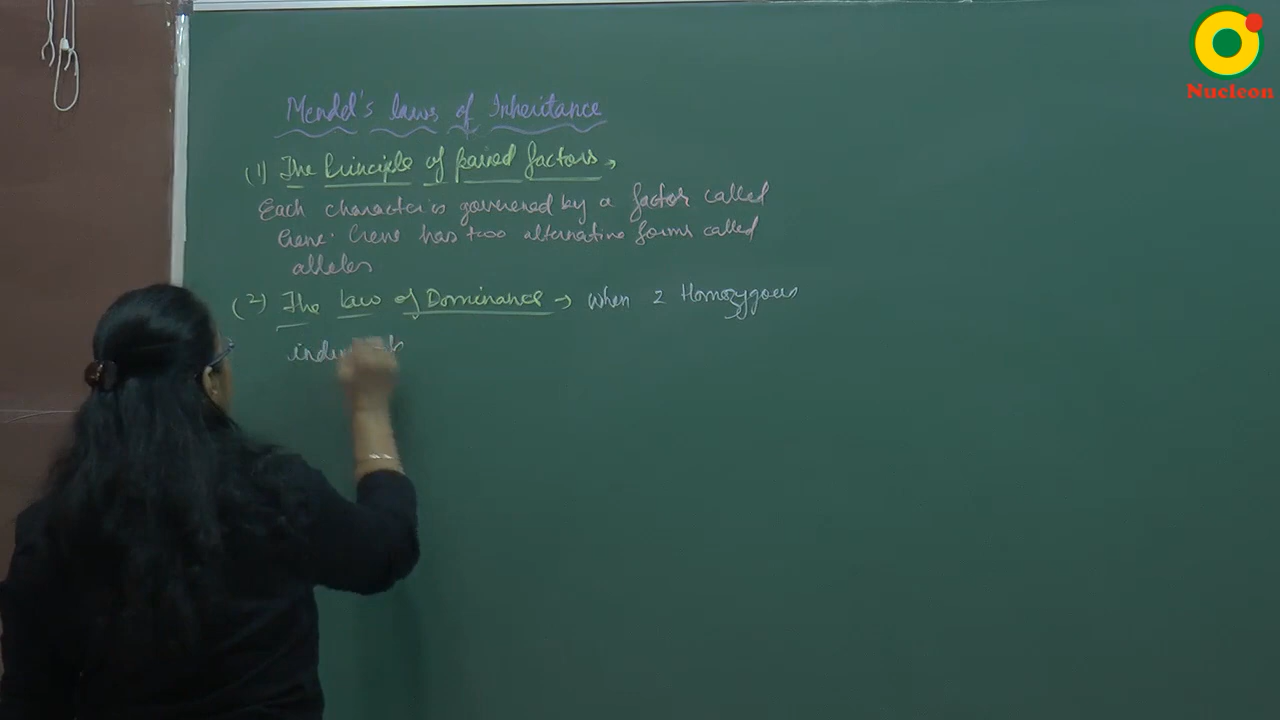 Nucleon
Mendel's laws of Inheritance
(1) The Principle of paired factors →
Each character is governed by a factor called
Gene. Gene has two alternative forms called
alleles
(2) The law of Dominance → When 2 Homozygous